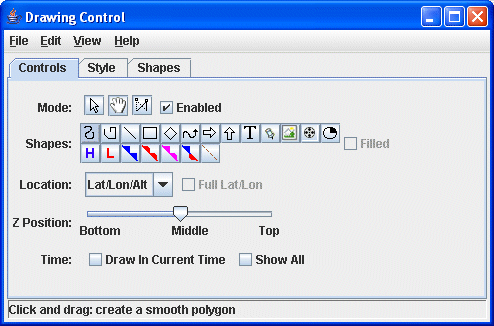 Drawing Control
File Edit View Help
Controls Style Shapes
Mode: Enabled
Shapes: T Filled
H L
Location: Lat/Lon/Alt Full Lat/Lon
Z Position:
Bottom Middle Top
Time: Draw In Current Time Show All
Click and drag: create a smooth polygon